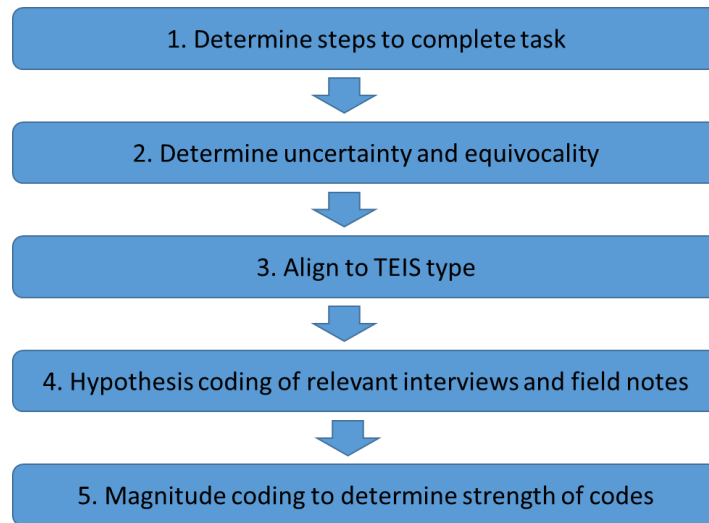 1. Determine steps to complete task
2. Determine uncertainty and equivocality
3. Align to TEIS type
4. Hypothesis coding of relevant interviews and field notes
5. Magnitude coding to determine strength of codes